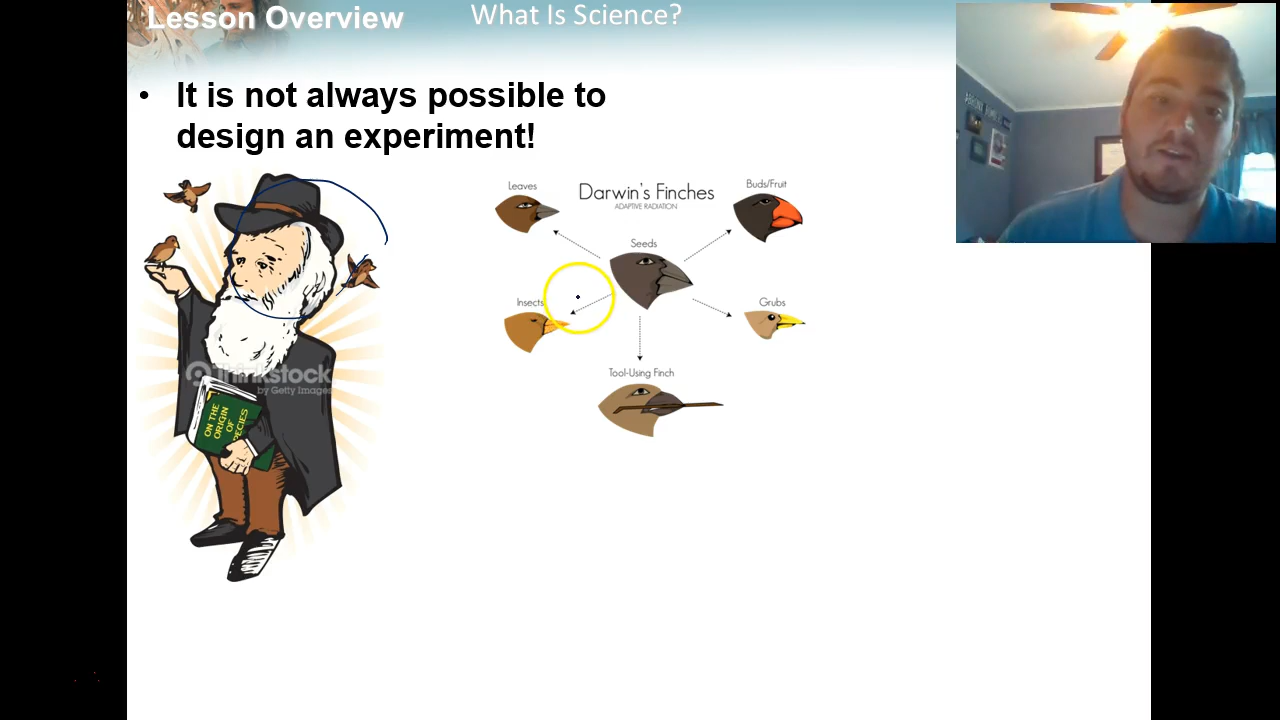 Lesson Overview
What Is Science?
• It is not always possible to
design an experiment!
Leaves
Darwin's Finches
ADAPTIVE RADIATION
Buds/Fruit
Seeds
Insects
Grubs
Tool-Using Finch
Thinkstock
by Getty Images
ON THE
ORIGIN
OF
SPECIES